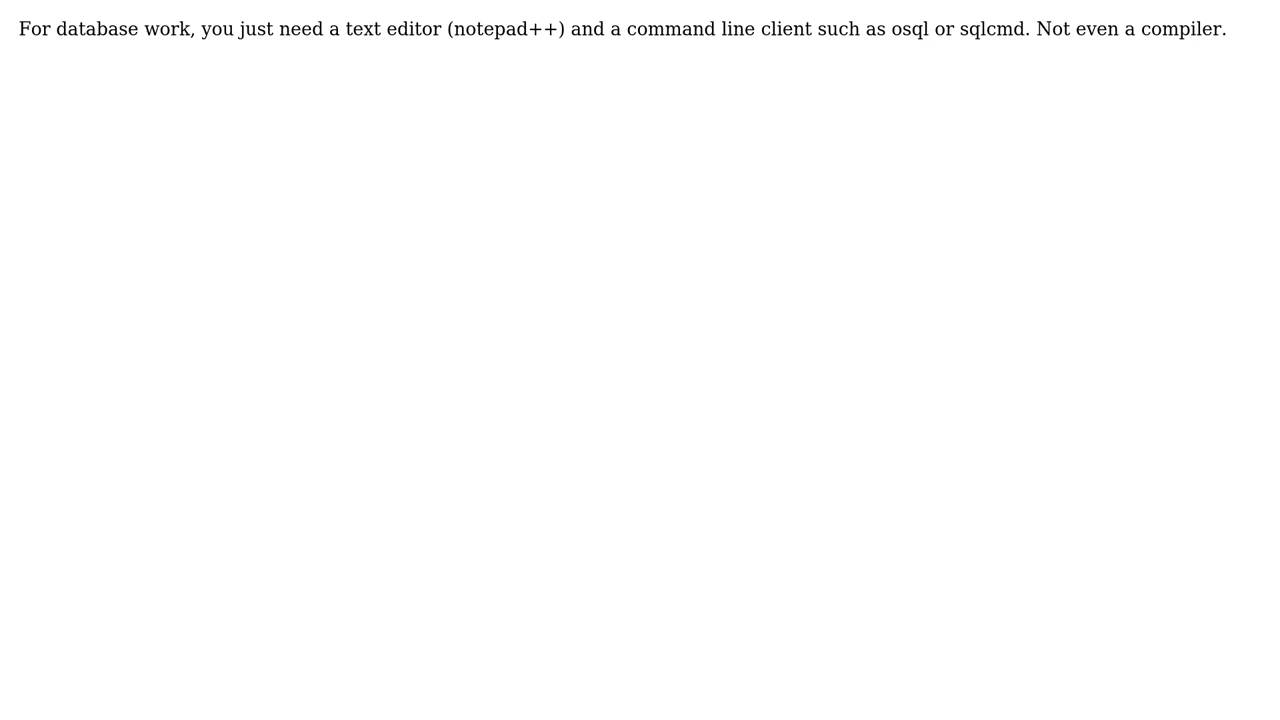 For database work, you just need a text editor (notepad++) and a command line client such as osql or sqlcmd. Not even a compiler.